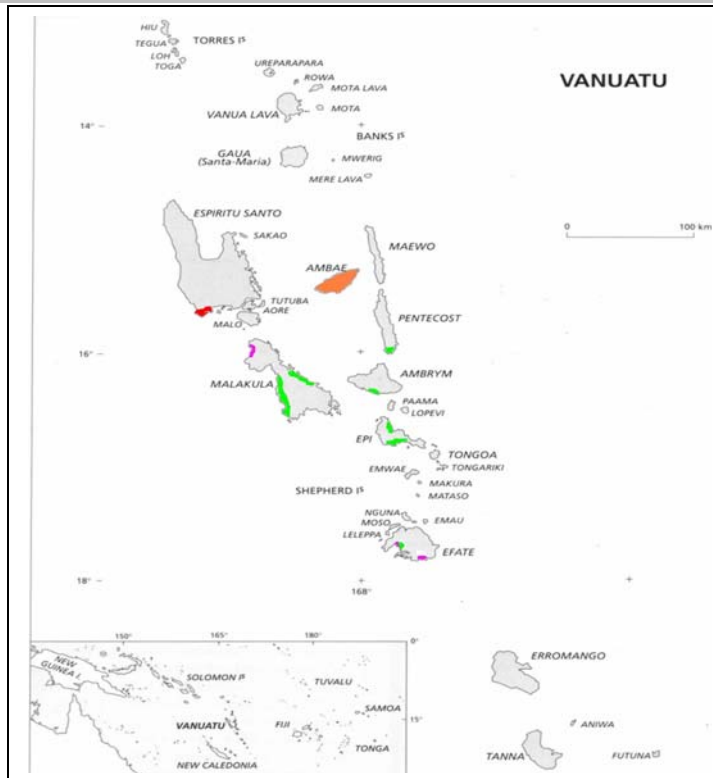 HIU
TEGUA
TORRES Is
LOH
TOGA
UREPARAPARA
ROWA
MOTA LAVA
VANUATU
VANUA LAVA
MOTA
14°
BANKS Is
GAUA
(Santa-Maria)
MWERIG
MERE LAVA
ESPIRITU SANTO
SAKAO
MAEWO
0
100 km
AMBAE
TUTUBA
AORE
MALO
PENTECOST
16°
MALAKULA
AMBRYM
PAAMA
LOPEVI
EPI
TONGOA
EMWAE
TONGARIKI
MAKURA
SHEPHERD Is
MATASO
NGUNA
MOSO
EMAU
LELEPPA
EFATE
18°
168°
150°
165°
180°
0°
NEW
GUINEA I.
SOLOMON Is
TUVALU
SAMOA
VANUATU
FIJI
15°
TONGA
NEW CALEDONIA
ERROMANGO
ANIWA
TANNA
FUTUNA